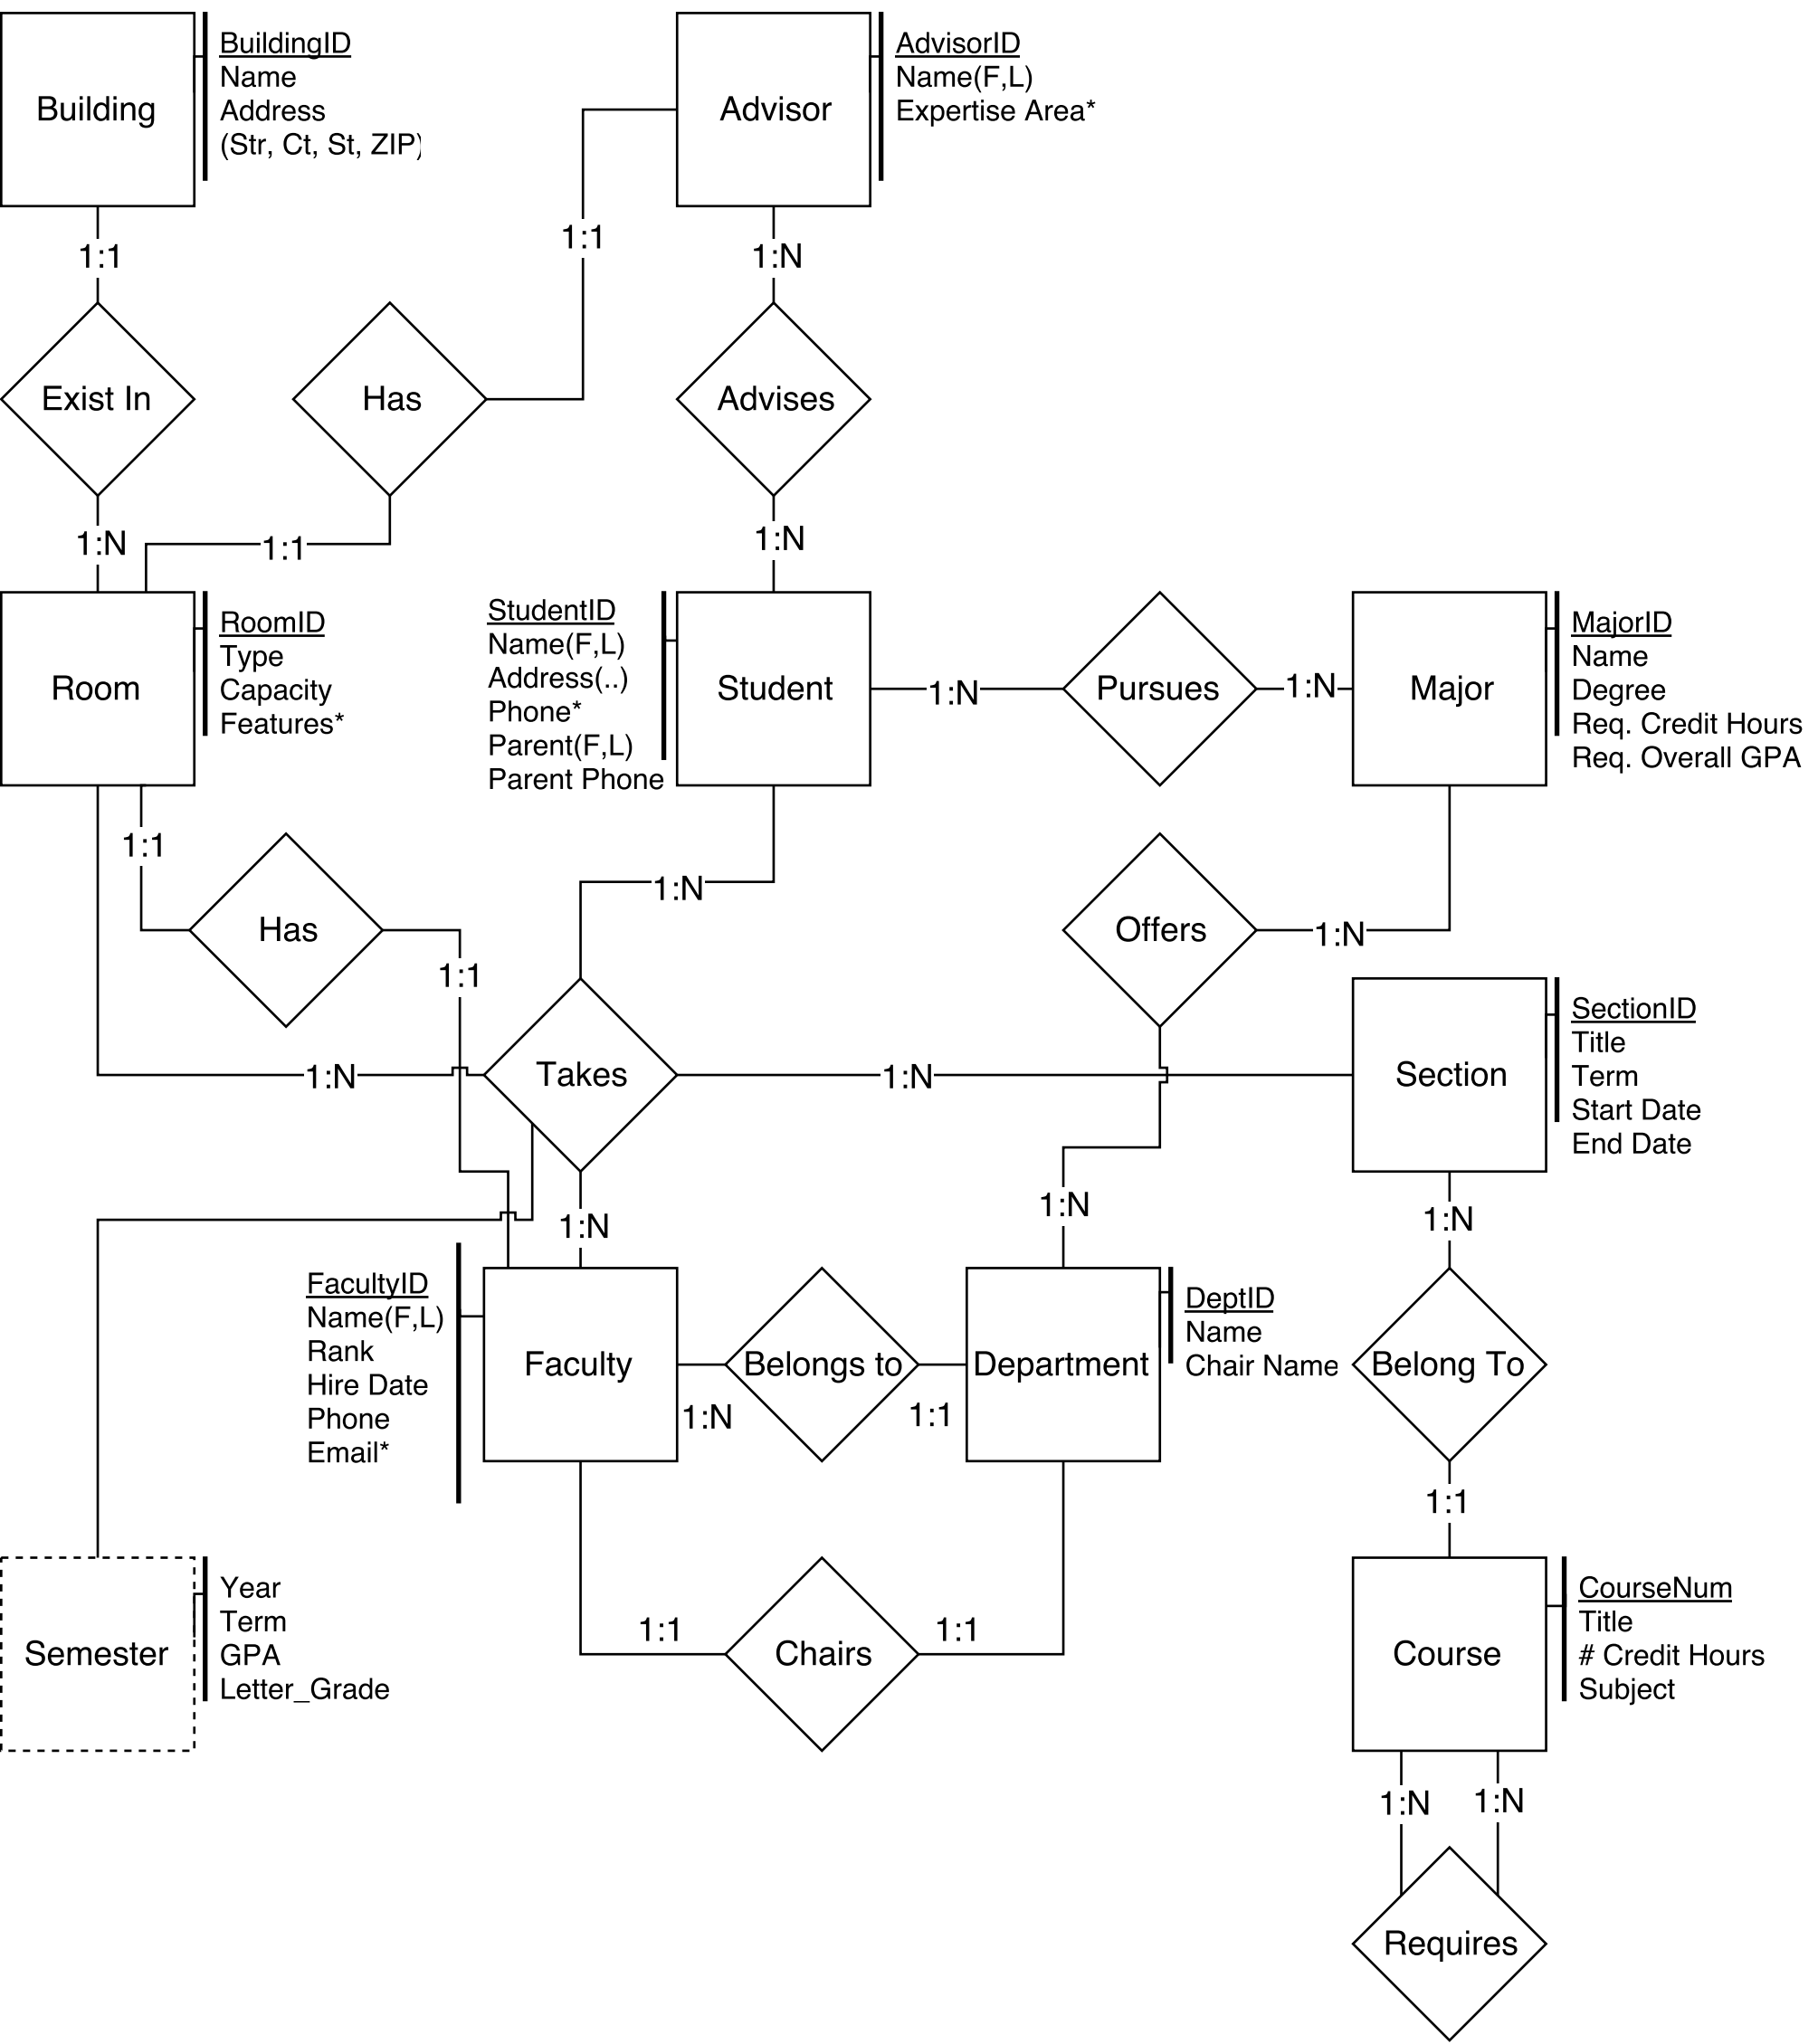 Building
BuildingID
Name
Address
(Str, Ct, St, ZIP)
Advisor
AdvisorID
Name(F,L)
Expertise Area*
1:1
1:1
1:N
Exist In
Has
Advises
1:N
1:1
1:N
Room
RoomID
Type
Capacity
Features*
StudentID
Name(F,L)
Address(..)
Phone*
Parent(F,L)
Parent Phone
Student
1:N
Pursues
1:N
Major
MajorID
Name
Degree
Req. Credit Hours
Req. Overall GPA
1:1
1:N
Has
Offers
1:N
1:1
1:N
Takes
1:N
Section
SectionID
Title
Term
Start Date
End Date
1:N
1:N
1:N
FacultyID
Name(F,L)
Rank
Hire Date
Phone
Email*
Faculty
1:N
Belongs to
1:1
Department
DeptID
Name
Chair Name
Belong To
1:1
Semester
Year
Term
GPA
Letter_Grade
1:1
Chairs
1:1
Course
CourseNum
Title
# Credit Hours
Subject
1:N
1:N
Requires